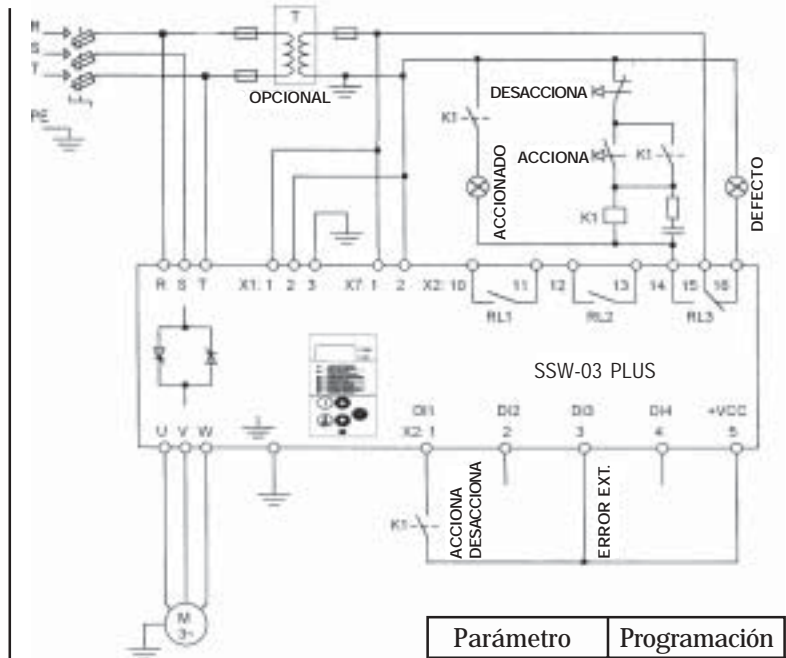 R
S
T
PE
T
OPCIONAL
DESACCIONA
K1
ACCIONA
K1
K1
ACCIONADO
DEFECTO
R S T X1: 1 2 3 X7: 1 2 X2: 10 11 12 13 14 15 16
RL1 RL2 RL3
SSW-03 PLUS
DI1 DI2 DI3 DI4 +VCC
U V W X2: 1 2 3 4 5
K1
ACCIONA
DESACCIONA
ERROR EXT.
M
3~
Parámetro Programación